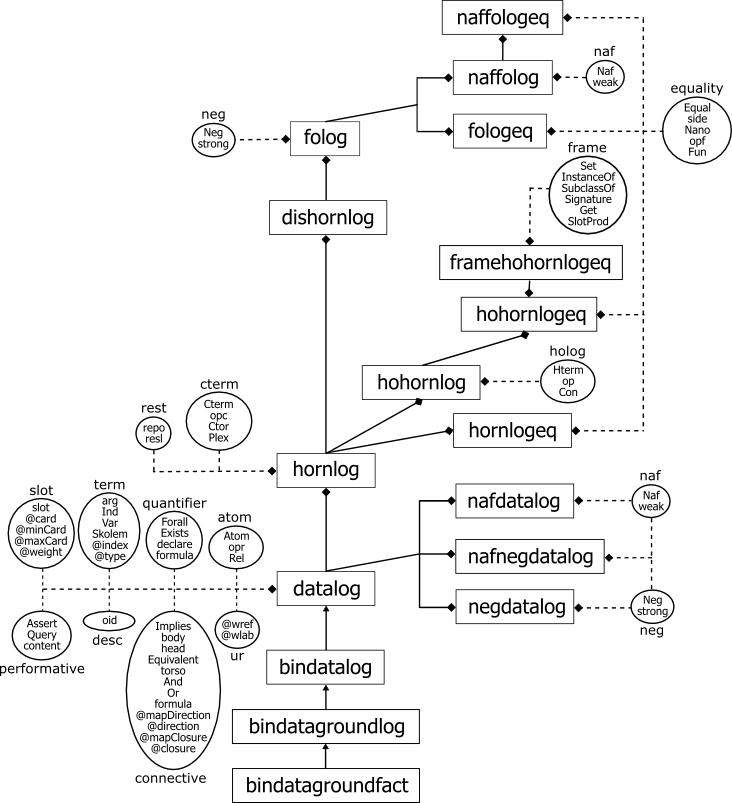 naffologeq
naffolog
naf
Naf
weak
equality
Equal
side
Nano
opf
Fun
neg
Neg
strong
folog
fologeq
frame
Set
InstanceOf
SubclassOf
Signature
Get
SlotProd
dishornlog
framehohornlogeq
hohornlogeq
holog
Hterm
op
Con
hohornlog
cterm
Cterm
opc
Ctor
Plex
rest
repo
resl
hornlogeq
hornlog
slot
slot
@card
@minCard
@maxCard
@weight
term
arg
Ind
Var
Skolem
@index
@type
quantifier
Forall
Exists
declare
formula
atom
Atom
opr
Rel
nafdatalog
naf
Naf
weak
nafnegdatalog
datalog
negdatalog
Neg
strong
neg
Assert
Query
content
performative
oid
desc
Implies
body
head
Equivalent
torso
And
Or
formula
@mapDirection
@direction
@mapClosure
@closure
connective
@wref
@wlab
ur
bindatalog
bindatagroundlog
bindatagroundfact